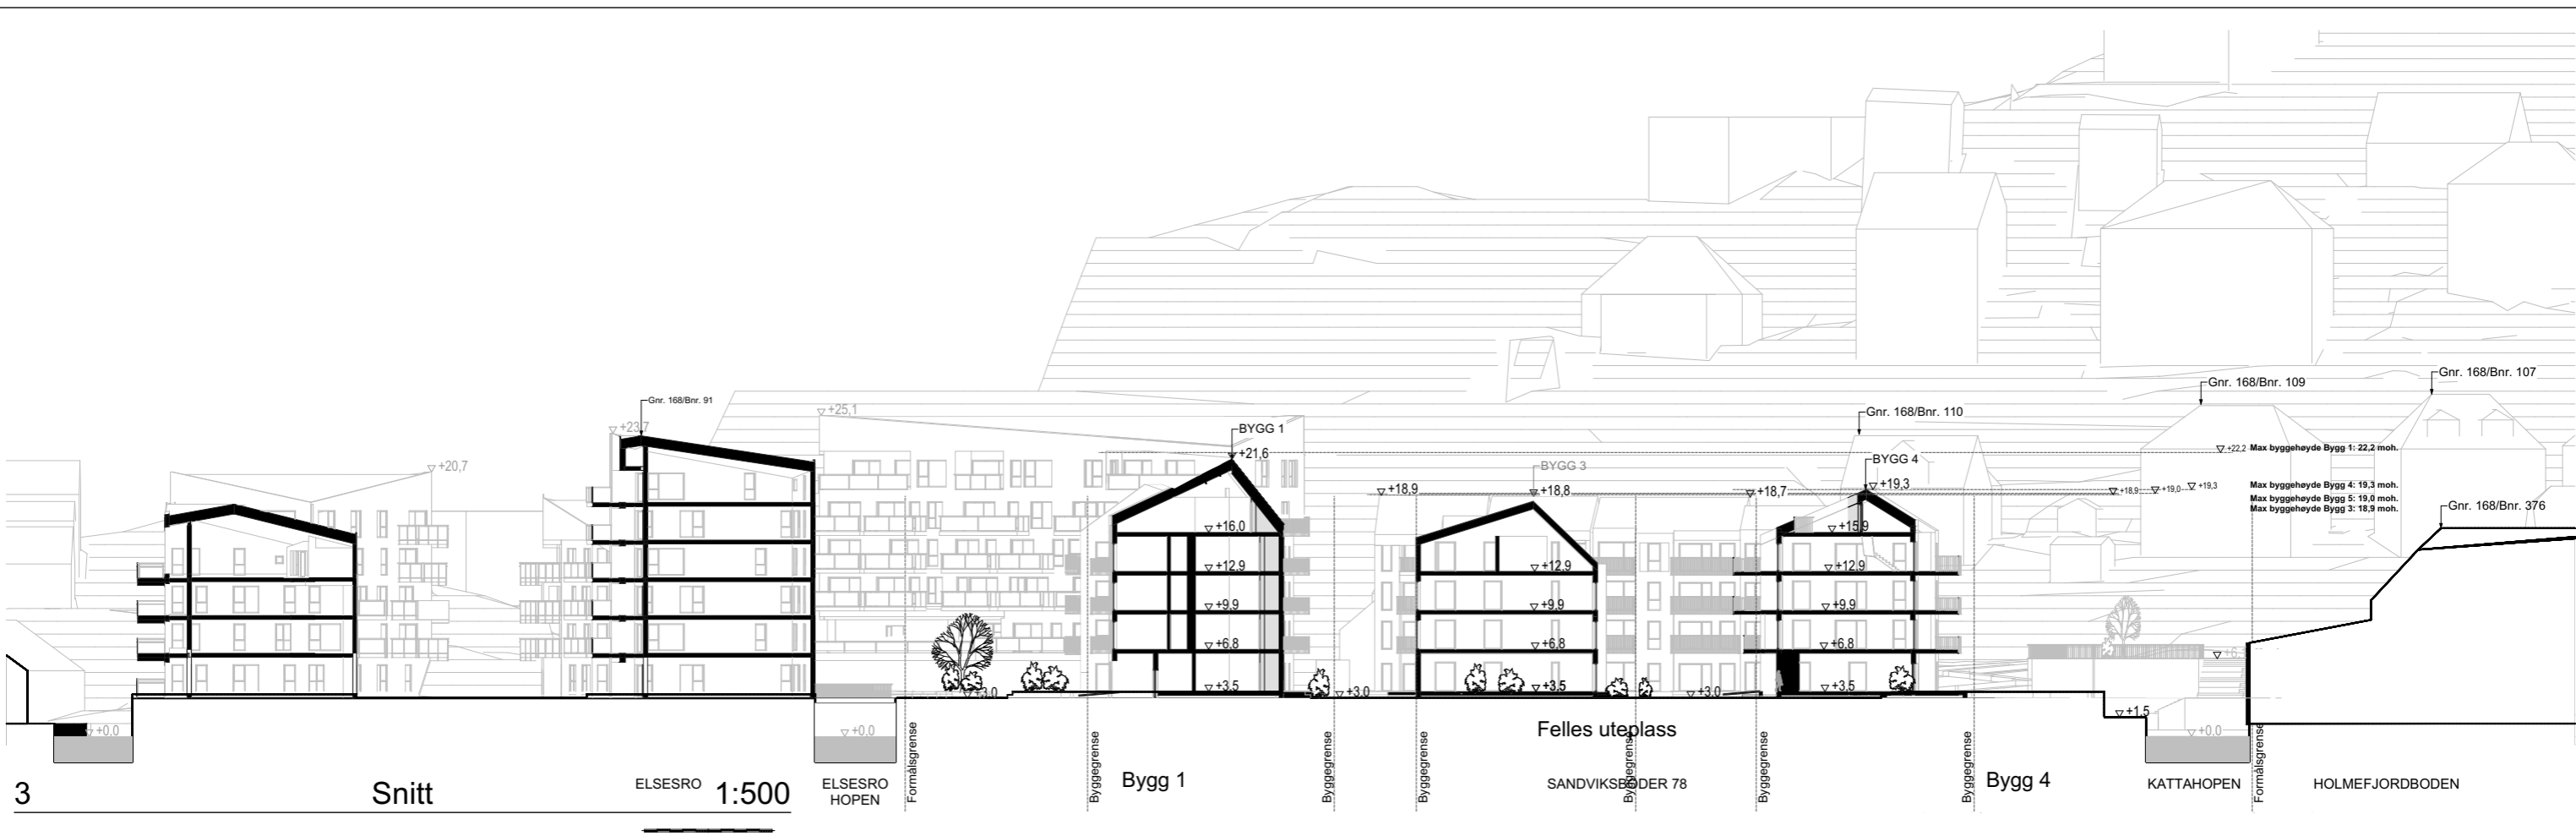 Gnr. 168/Bnr. 107
Gnr. 168/Bnr. 109
Gnr. 168/Bnr. 91
+25,1
Gnr. 168/Bnr. 110
+23,7
BYGG 1
+22,2 Max byggehøyde Bygg 1: 22,2 moh.
+21,6
+20,7
BYGG 3
BYGG 4
+18,9
+18,8
+18,7
+19,3
+18,9
+19,0
+19,3
Max byggehøyde Bygg 4: 19,3 moh.
Max byggehøyde Bygg 5: 19,0 moh.
Max byggehøyde Bygg 3: 18,9 moh.
Gnr. 168/Bnr. 376
+16,0
+15,9
+12,9
+12,9
+12,9
+9,9
+9,9
+9,9
+6,8
+6,8
+6,8
+3,5
+3,5
+3,5
+3,0
+3,0
+3,0
+1,5
+0,0
+0,0
+0,0
Felles uteplass
Formålsgrense
Byggegrense
Byggegrense
Byggegrense
Byggegrense
Byggegrense
Byggegrense
Formålsgrense
3
Snitt
ELSESRO
1:500
ELSESRO
HOPEN
Bygg 1
SANDVIKSBODER 78
Bygg 4
KATTAHOPEN
HOLMEFJORDBODEN